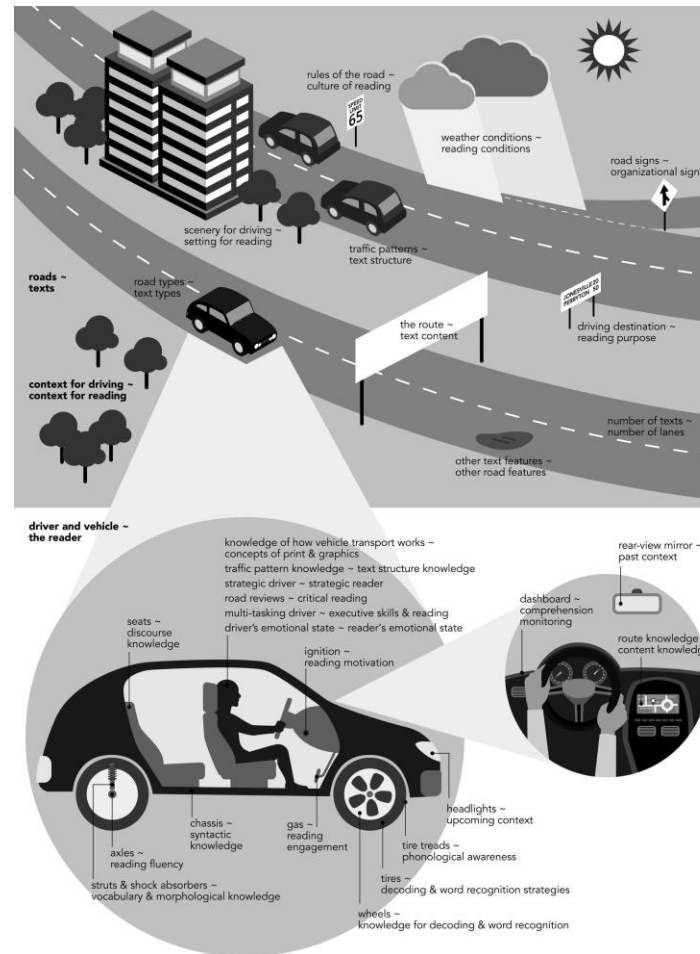 rules of the road ~
culture of reading
SPEED
LIMIT
65
weather conditions ~
reading conditions
road signs ~
organizational sign
scenery for driving ~
setting for reading
traffic patterns ~
text structure
roads ~
texts
road types ~
text types
JONESVILLE 20
PERRYTON 50
the route ~
text content
driving destination ~
reading purpose
context for driving ~
context for reading
number of texts ~
number of lanes
other text features ~
other road features
driver and vehicle ~
the reader
knowledge of how vehicle transport works ~
concepts of print & graphics
traffic pattern knowledge ~ text structure knowledge
strategic driver ~ strategic reader
road reviews ~ critical reading
multi-tasking driver ~ executive skills & reading
driver's emotional state ~ reader's emotional state
rear-view mirror ~
past context
dashboard ~
comprehension
monitoring
seats ~
discourse
knowledge
ignition ~
reading motivation
route knowledge
content knowledg
headlights ~
upcoming context
chassis ~
syntactic
knowledge
gas ~
reading
engagement
tire treads ~
phonological awareness
axles ~
reading fluency
struts & shock absorbers ~
vocabulary & morphological knowledge
tires ~
decoding & word recognition strategies
wheels ~
knowledge for decoding & word recognition